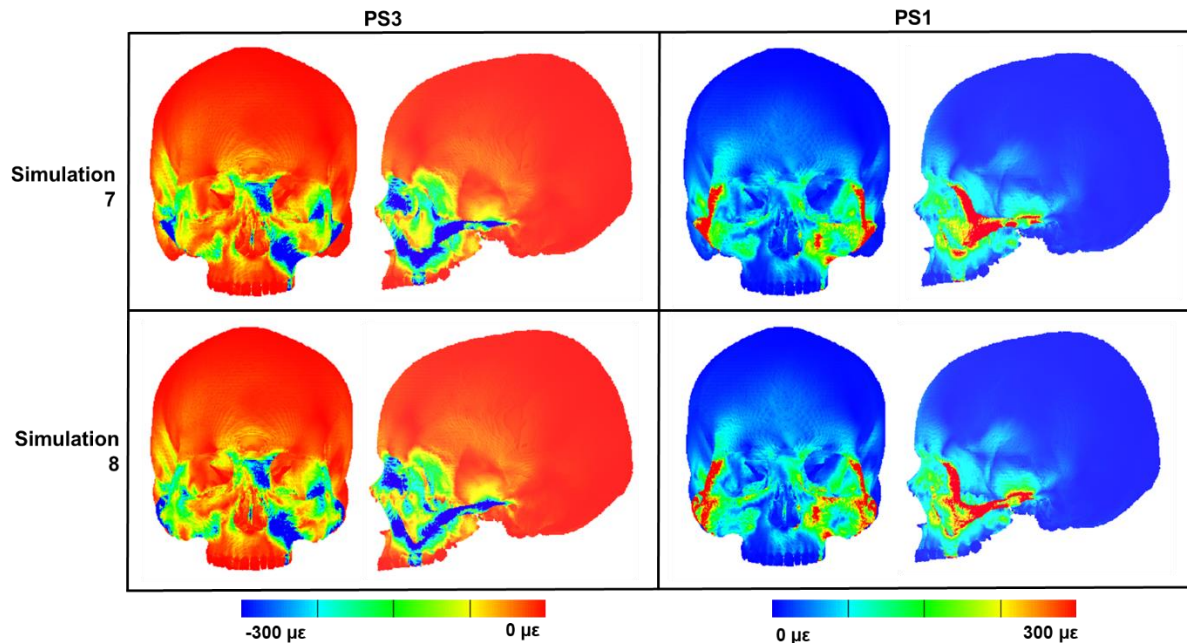 PS3
PS1
Simulation
7
Simulation
8
-300 µε
0 µε
0 µε
300 µε